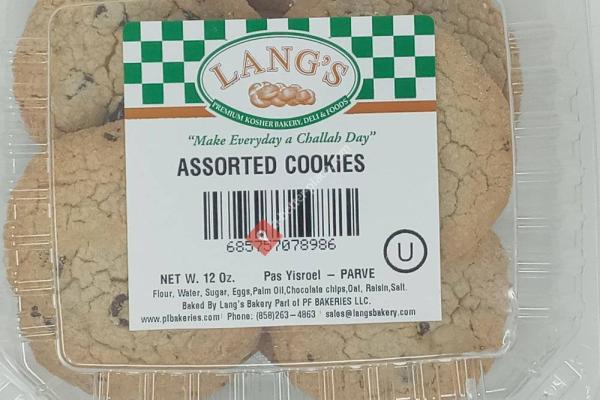 LANG'S
PREMIUM KOSHER BAKERY, DELI & FOODS
"Make Everyday a Challah Day"
ASSORTED COOKIES
685757078986
NET W. 12 Oz. Pas Yisroel – PARVE
U
Flour, Water, Sugar, Eggs,Palm Oil,Chocolate chips,Oat, Raisin,Salt.
Baked By Lang's Bakery Part of PF BAKERIES LLC.
www.pfbakeries.com Phone: (858)263-4863 sales@langsbakery.com